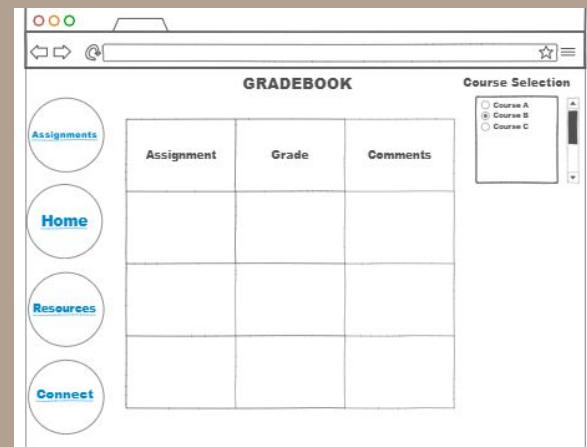 GRADEBOOK
Course Selection
Course A
Course B
Course C
Assignments
Assignment Grade Comments
Home
Resources
Connect